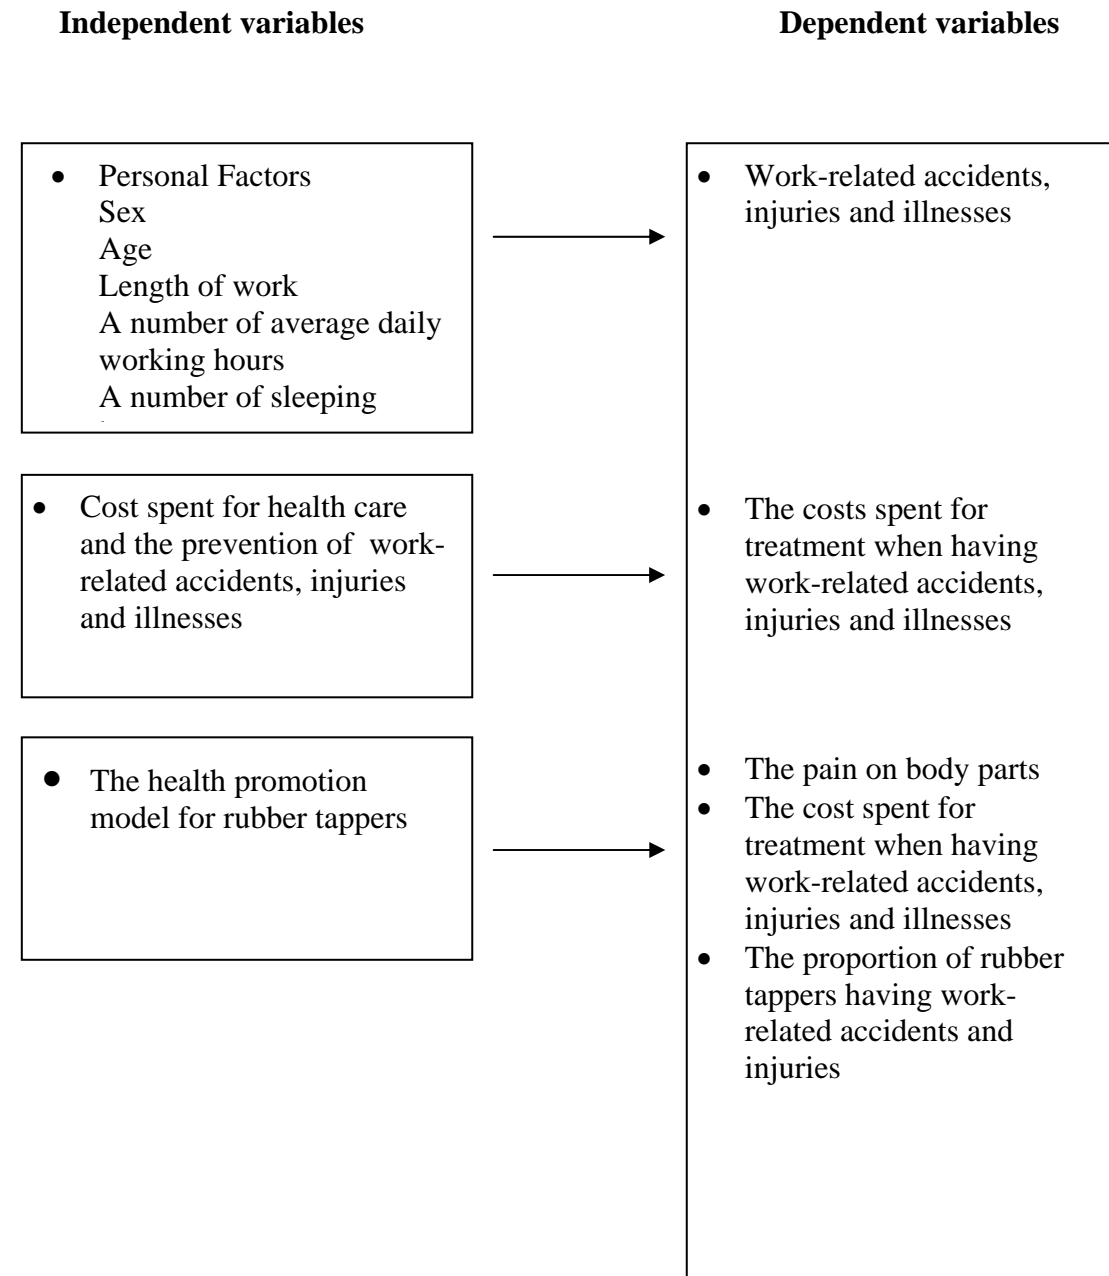 Independent variables
Dependent variables
• Personal Factors
Sex
Age
Length of work
A number of average daily
working hours
A number of sleeping
• Cost spent for health care
and the prevention of work-
related accidents, injuries
and illnesses
• The health promotion
model for rubber tappers
• Work-related accidents,
injuries and illnesses
• The costs spent for
treatment when having
work-related accidents,
injuries and illnesses
• The pain on body parts
• The cost spent for
treatment when having
work-related accidents,
injuries and illnesses
• The proportion of rubber
tappers having work-
related accidents and
injuries